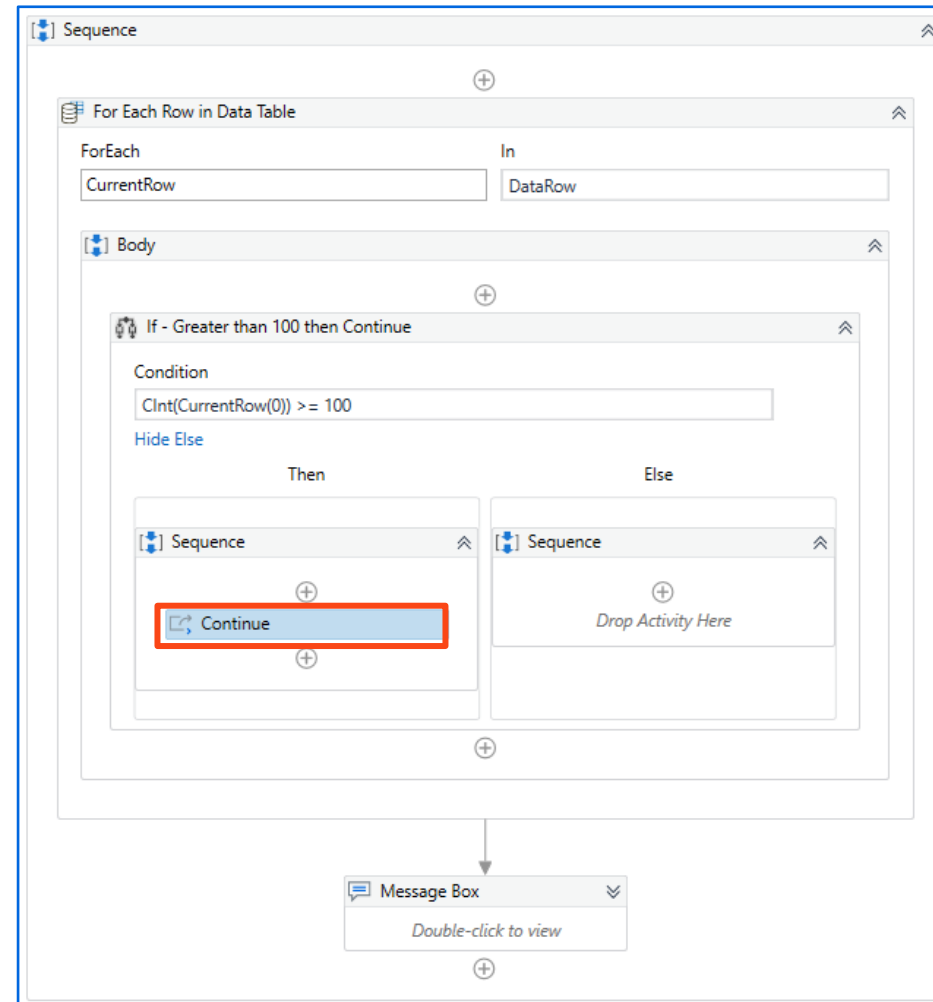 Sequence
For Each Row in Data Table
ForEach
In
CurrentRow
DataRow
Body
If - Greater than 100 then Continue
Condition
CInt(CurrentRow(0)) >= 100
Hide Else
Then
Else
Sequence
Sequence
Continue
Drop Activity Here
Message Box
Double-click to view